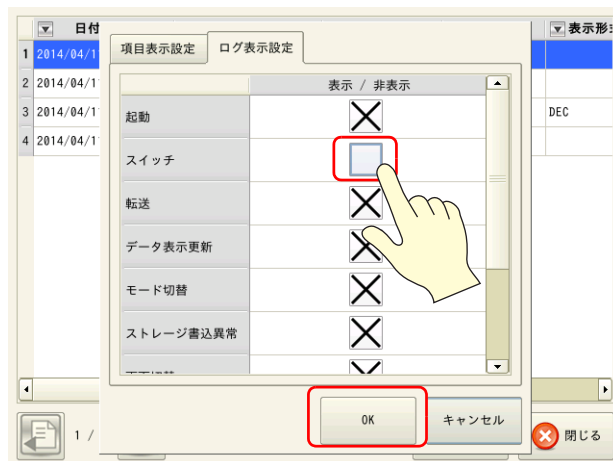 日付
表示形
1 2014/04/1
2 2014/04/1
3 2014/04/1 DEC
4 2014/04/1
項目表示設定 ログ表示設定
表示 / 非表示
起動
スイッチ
転送
データ表示更新
モード切替
ストレージ書込異常
OK キャンセル
1 /
閉じる